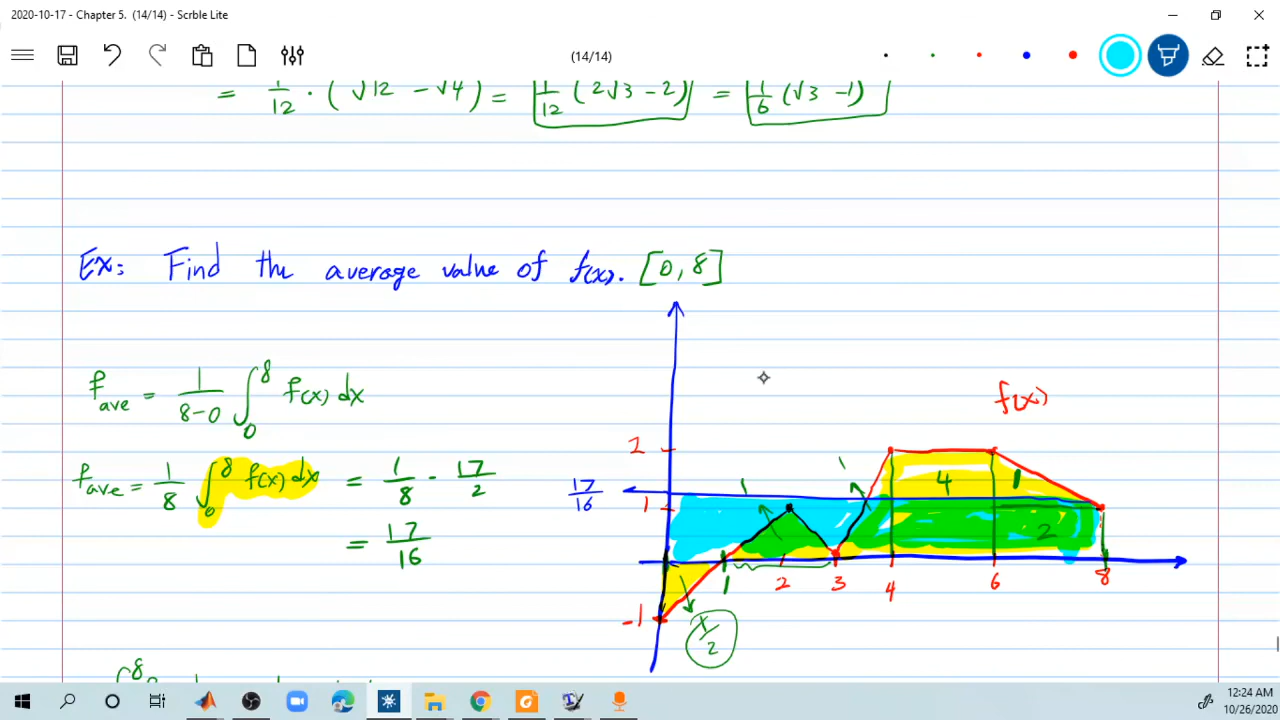 2020-10-17 - Chapter 5. (14/14) - Scrble Lite
(14/14)
= 1/12 · (√12 - √4) = 1/12 (2√3 - 2) = 1/6 (√3 - 1)
Ex: Find the average value of f(x). [0, 8]
f ave = 1/(8-0) ∫_0^8 f(x) dx
f ave = 1/8 ∫_0^8 f(x) dx = 1/8 · 17/2
= 17/16
f(x)
2
17/16
1
-1
1
1
4
1
2
1
2
3
4
6
8
12:24 AM
10/26/2020